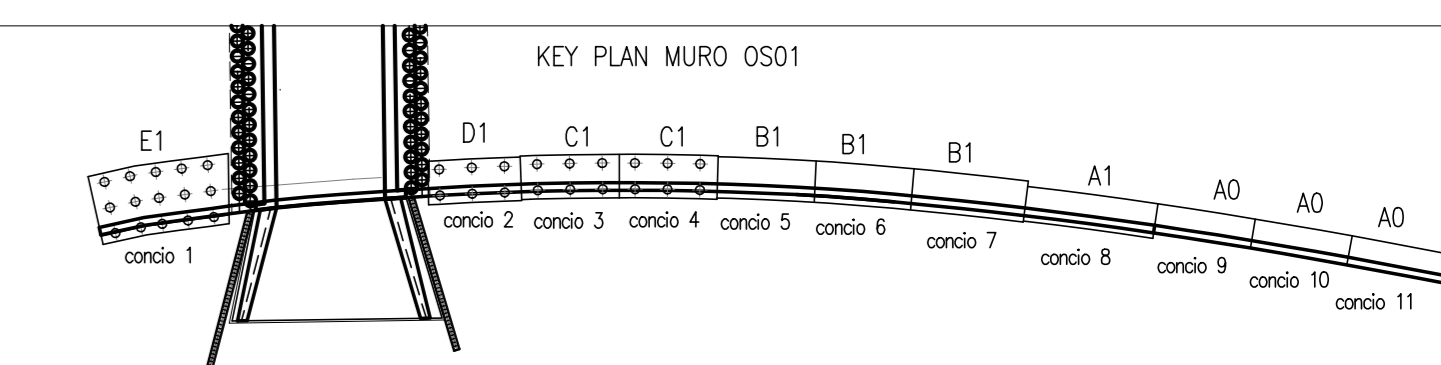 KEY PLAN MURO OS01
E1
D1
C1
C1
B1
B1
B1
A1
A0
A0
A0
concio 1
concio 2
concio 3
concio 4
concio 5
concio 6
concio 7
concio 8
concio 9
concio 10
concio 11